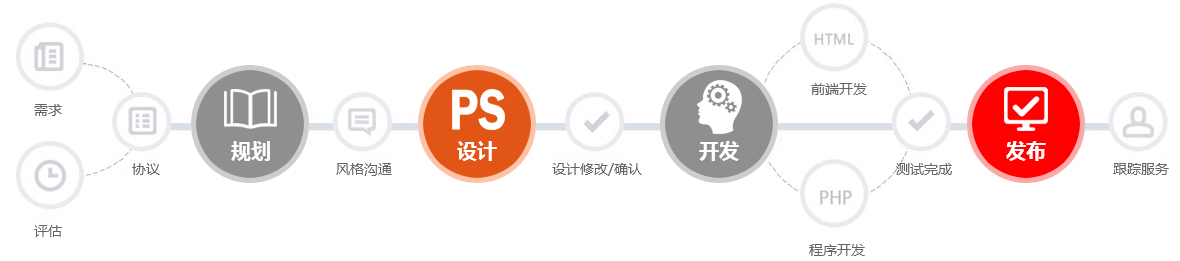 需求
评估
协议
规划
风格沟通
PS
设计
设计修改/确认
开发
HTML
前端开发
PHP
程序开发
测试完成
发布
跟踪服务